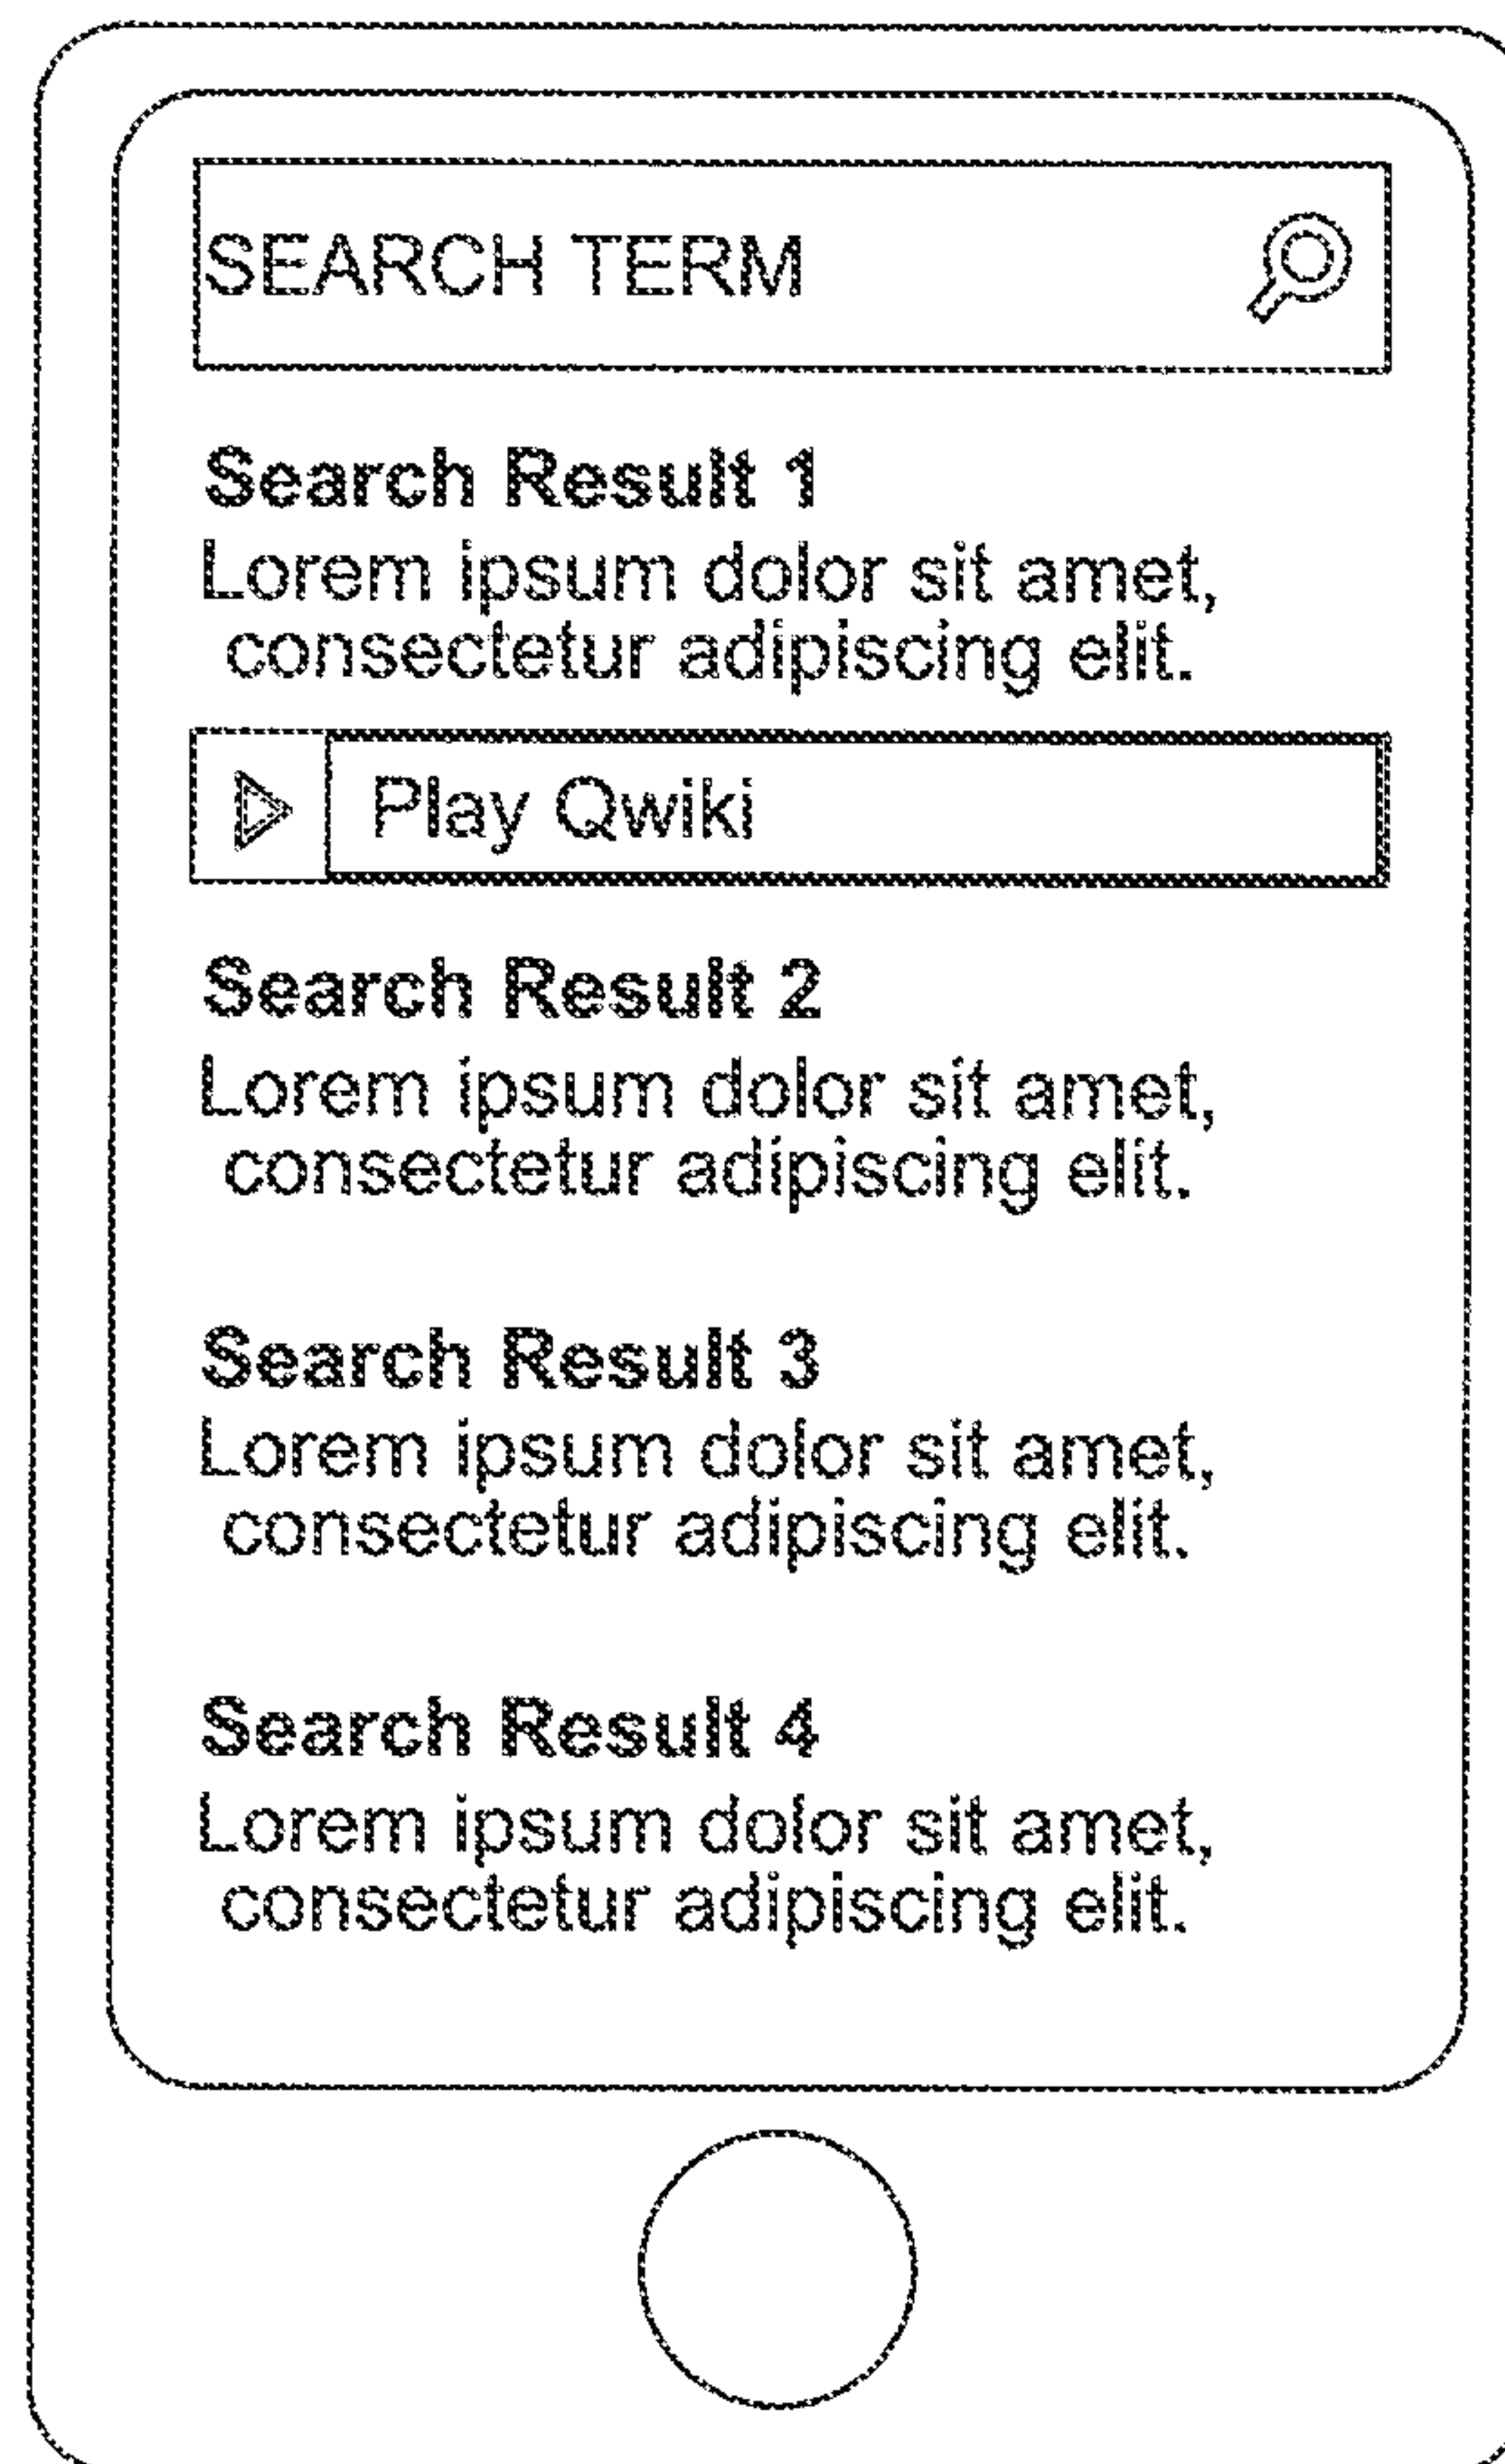 SEARCH TERM
Search Result 1
Lorem ipsum dolor sit amet,
consectetur adipiscing elit.
Play Qwiki
Search Result 2
Lorem ipsum dolor sit amet,
consectetur adipiscing elit.
Search Result 3
Lorem ipsum dolor sit amet,
consectetur adipiscing elit.
Search Result 4
Lorem ipsum dolor sit amet,
consectetur adipiscing elit.